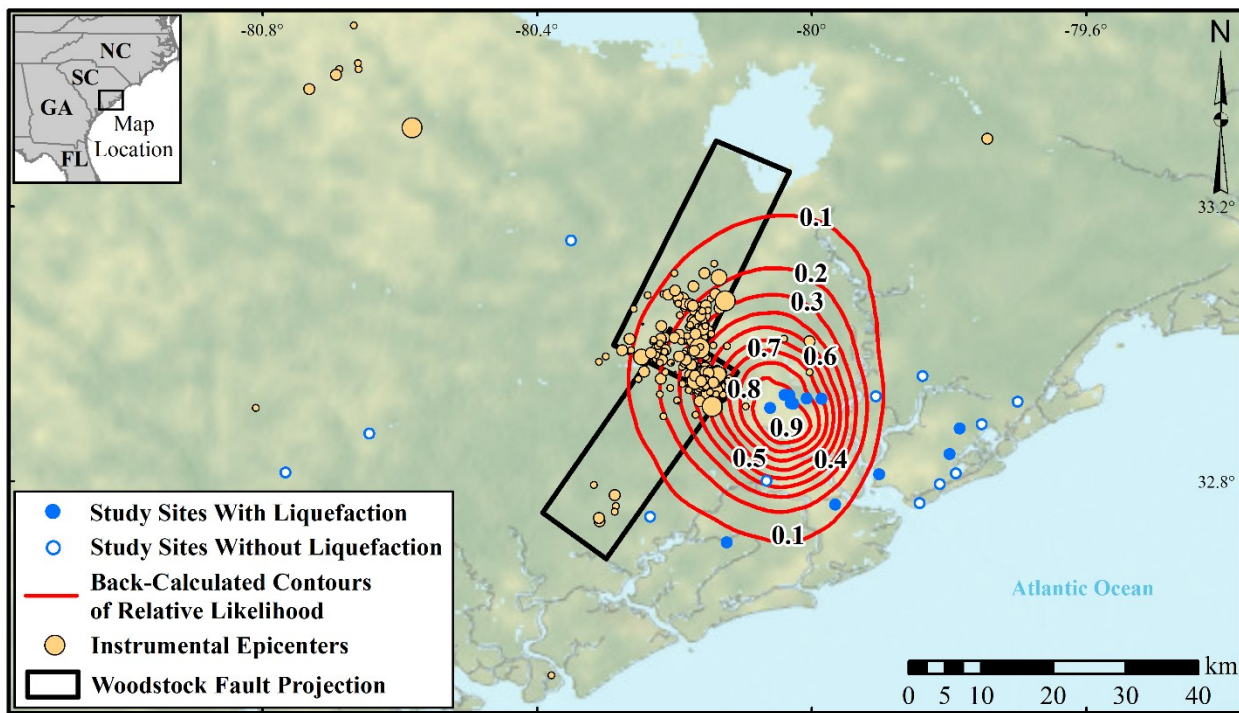 -80.8°
-80.4°
-80°
-79.6°
NC
SC
GA
FL
Map
Location
N
33.2°
32.8°
0.1
0.2
0.3
0.7
0.6
0.8
0.9
0.5
0.4
0.1
Study Sites With Liquefaction
Study Sites Without Liquefaction
Back-Calculated Contours
of Relative Likelihood
Instrumental Epicenters
Woodstock Fault Projection
Atlantic Ocean
km
0 5 10 20 30 40